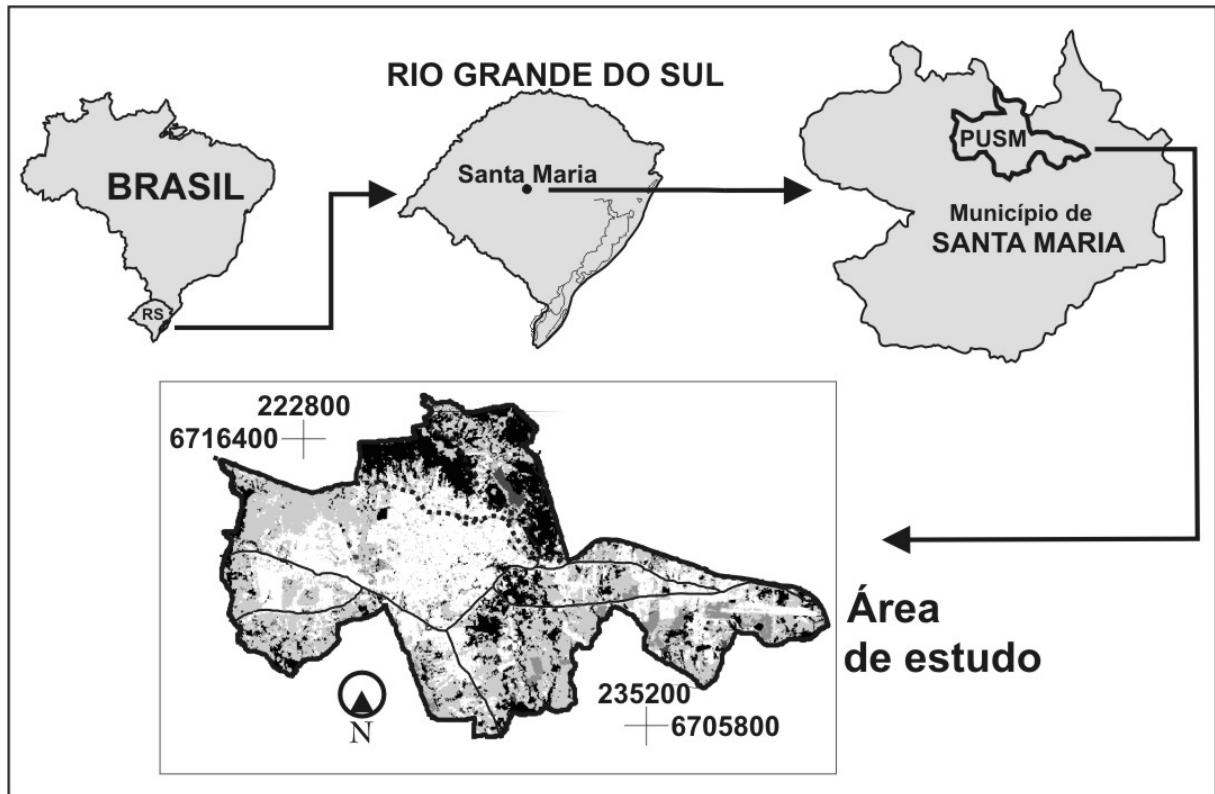 RIO GRANDE DO SUL
BRASIL
RS
Santa Maria
PUSM
Município de
SANTA MARIA
222800
6716400
Área
de estudo
235200
6705800
N